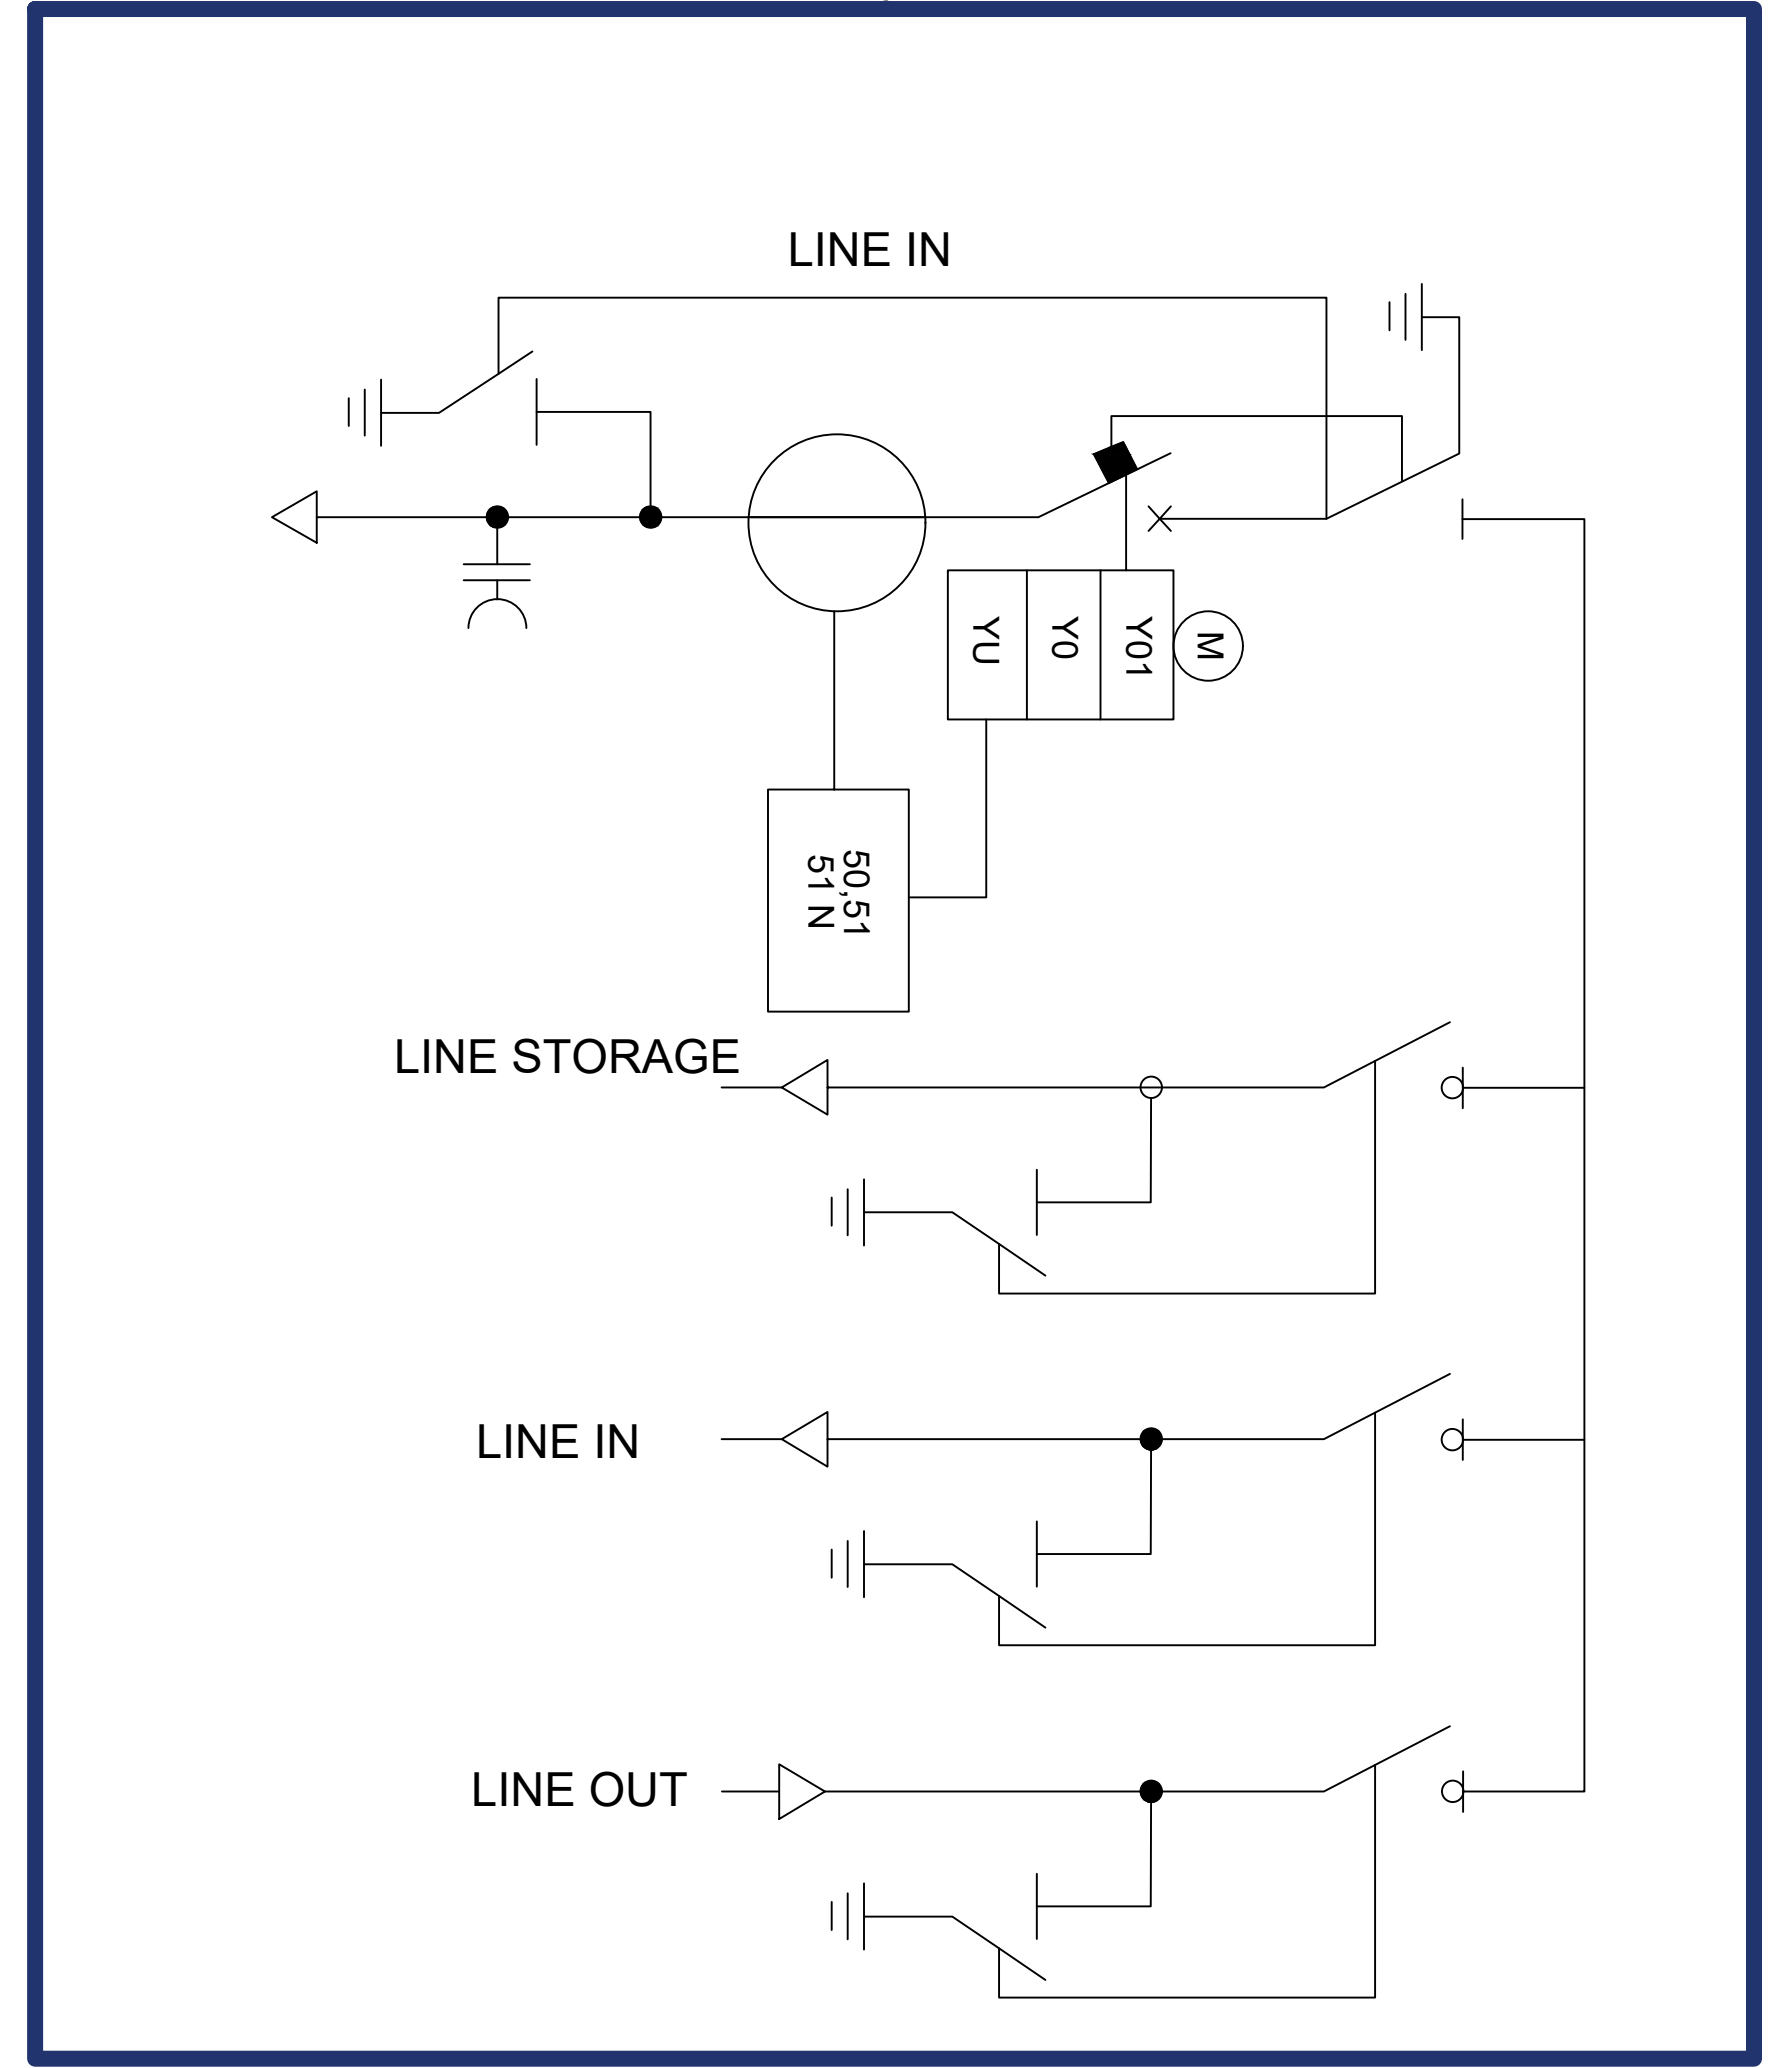 LINE IN
YU
Y0
Y01
M
50,51
51 N
LINE STORAGE
LINE IN
LINE OUT